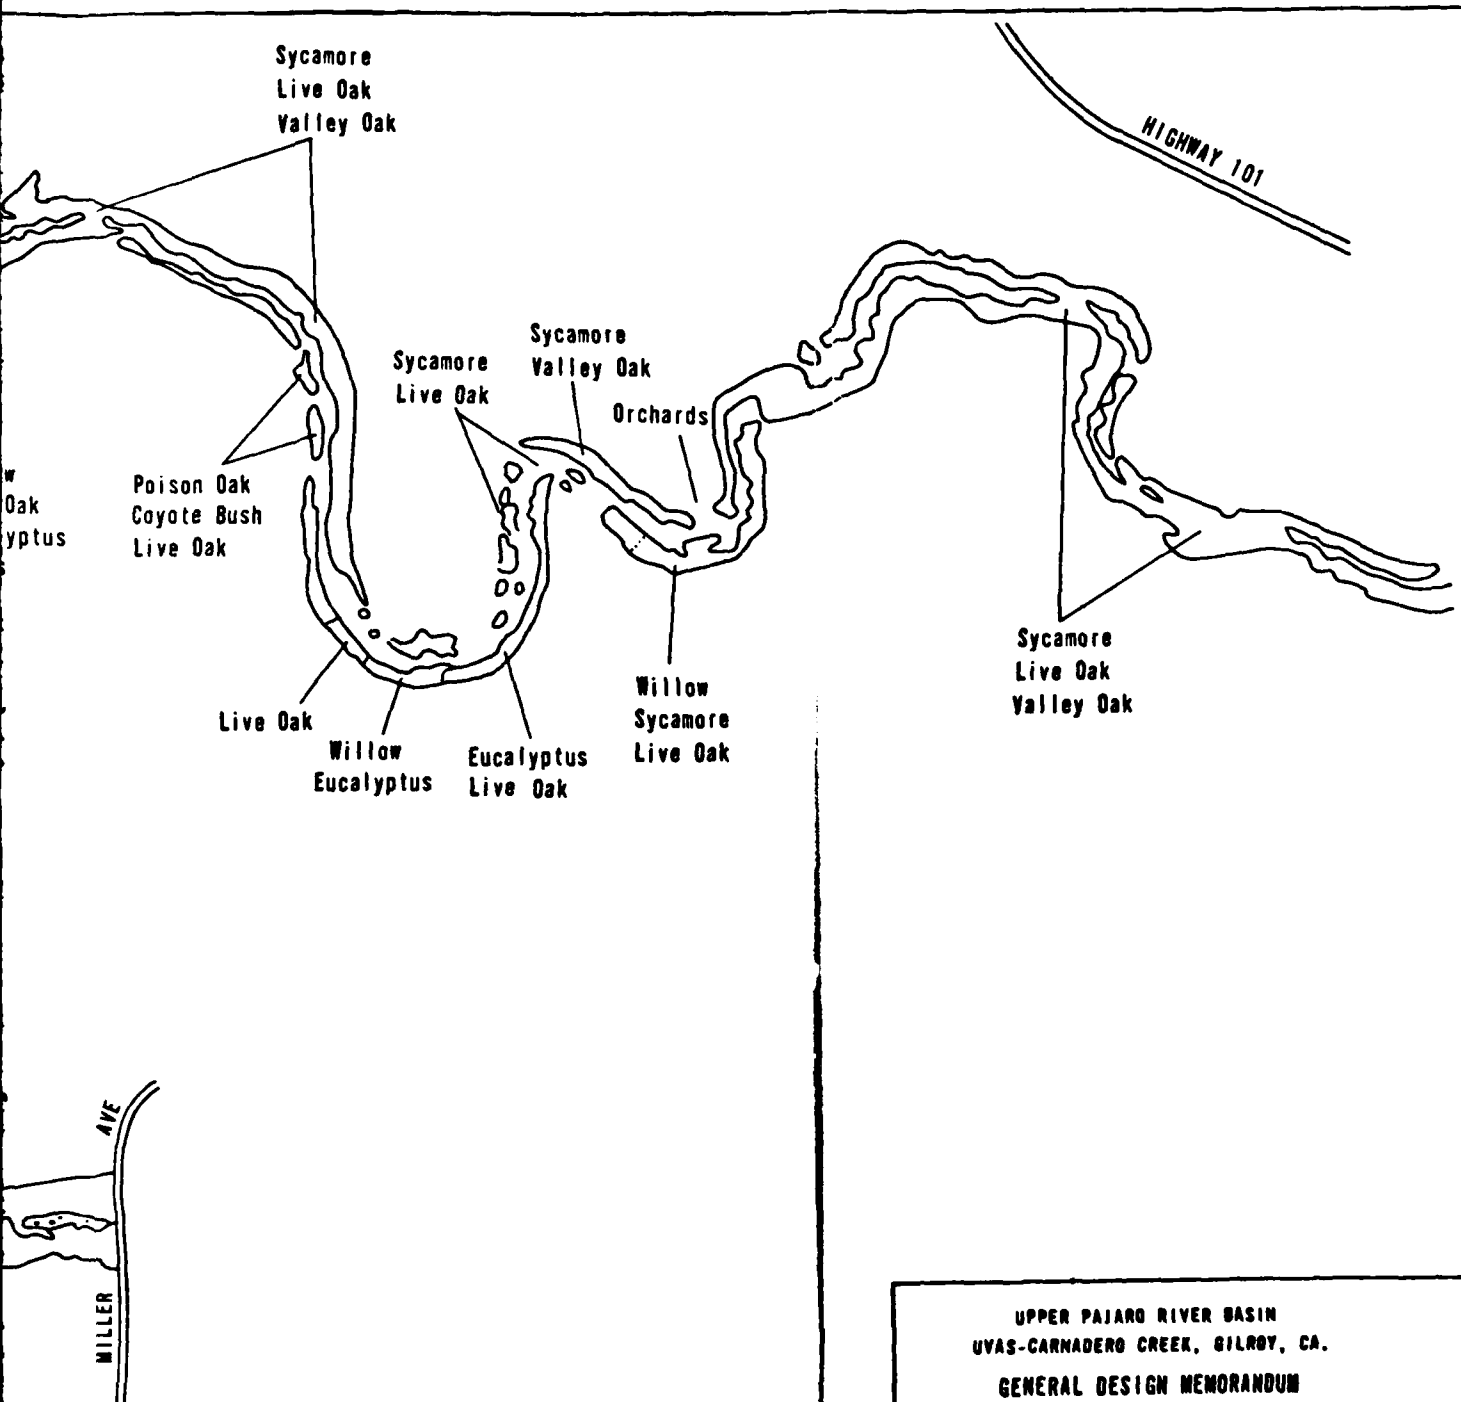 Sycamore
Live Oak
Valley Oak
HIGHWAY 101
Sycamore
Valley Oak
Sycamore
Live Oak
Orchards
w
Oak
yptus
Poison Oak
Coyote Bush
Live Oak
Sycamore
Live Oak
Valley Oak
Willow
Sycamore
Live Oak
Live Oak
Willow
Eucalyptus
Eucalyptus
Live Oak
MILLER AVE
UPPER PAJARO RIVER BASIN
UVAS-CARNADERO CREEK, GILROY, CA.
GENERAL DESIGN MEMORANDUM